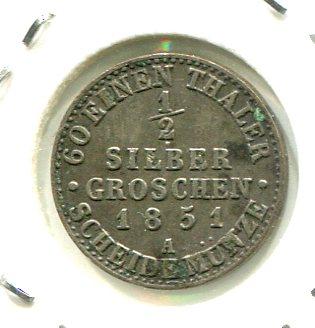 60 EINEN THALER
1/2
SILBER
GROSCHEN
1851
A
SCHEIDE MÜNZE